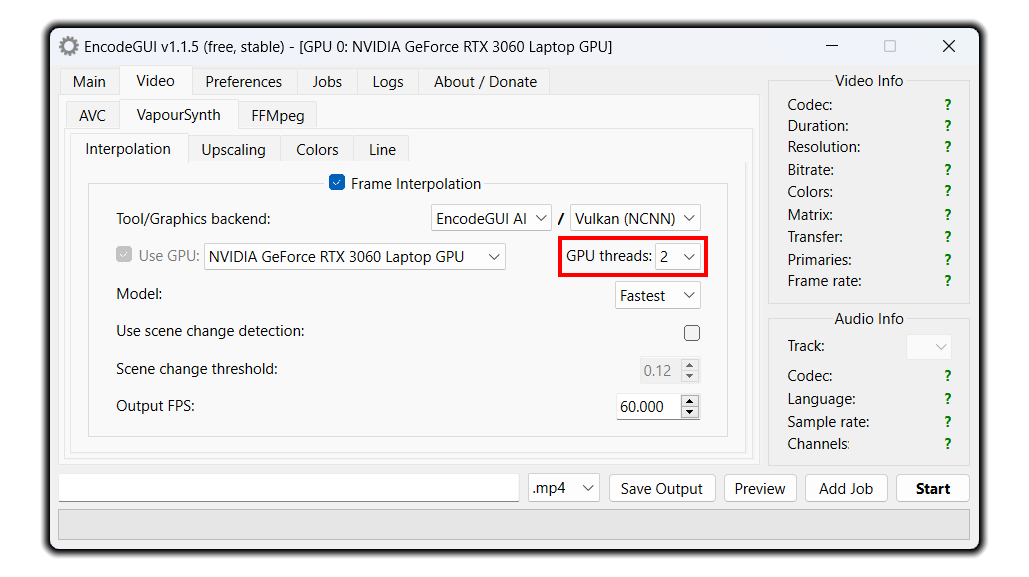 EncodeGUI v1.1.5 (free, stable) - [GPU 0: NVIDIA GeForce RTX 3060 Laptop GPU]
Main Video Preferences Jobs Logs About / Donate
AVC VapourSynth FFMpeg
Interpolation Upscaling Colors Line
Frame Interpolation
Tool/Graphics backend: EncodeGUI AI / Vulkan (NCNN)
Use GPU: NVIDIA GeForce RTX 3060 Laptop GPU GPU threads: 2
Model: Fastest
Use scene change detection:
Scene change threshold: 0.12
Output FPS: 60.000
Video Info
Codec: ?
Duration: ?
Resolution: ?
Bitrate: ?
Colors: ?
Matrix: ?
Transfer: ?
Primaries: ?
Frame rate: ?
Audio Info
Track:
Codec: ?
Language: ?
Sample rate: ?
Channels: ?
.mp4 Save Output Preview Add Job Start